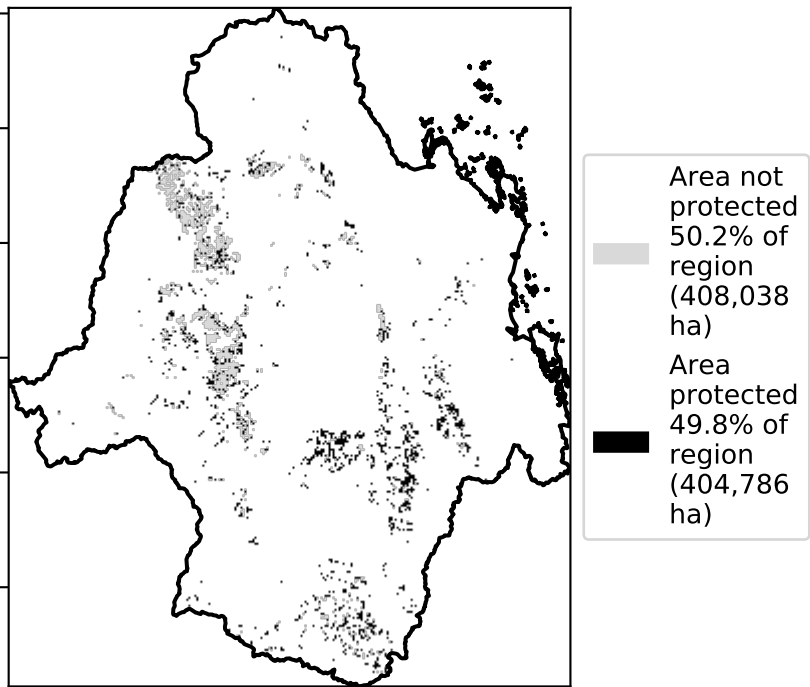 Area not
protected
50.2% of
region
(408,038
ha)
Area
protected
49.8% of
region
(404,786
ha)